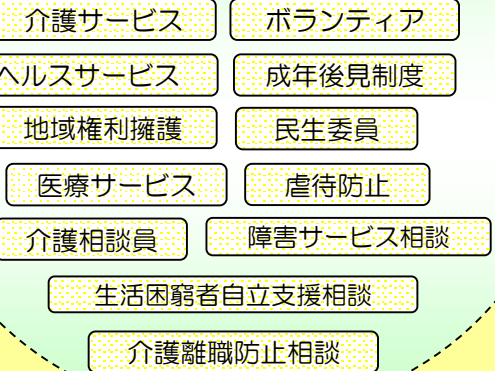 介護サービス
ボランティア
ヘルスサービス
成年後見制度
地域権利擁護
民生委員
医療サービス
虐待防止
介護相談員
障害サービス相談
生活困窮者自立支援相談
介護離職防止相談